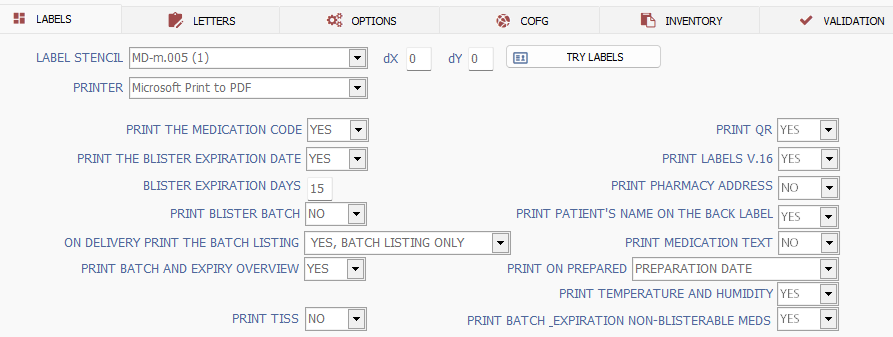 LABELS LETTERS OPTIONS COFG INVENTORY VALIDATION
LABEL STENCIL MD-m.005 (1) dX 0 dY 0 TRY LABELS
PRINTER Microsoft Print to PDF
PRINT THE MEDICATION CODE YES PRINT QR YES
PRINT THE BLISTER EXPIRATION DATE YES PRINT LABELS V.16 YES
BLISTER EXPIRATION DAYS 15 PRINT PHARMACY ADDRESS NO
PRINT BLISTER BATCH NO PRINT PATIENT'S NAME ON THE BACK LABEL YES
ON DELIVERY PRINT THE BATCH LISTING YES, BATCH LISTING ONLY PRINT MEDICATION TEXT NO
PRINT BATCH AND EXPIRY OVERVIEW YES PRINT ON PREPARED PREPARATION DATE
PRINT TEMPERATURE AND HUMIDITY YES
PRINT TISS NO PRINT BATCH _EXPIRATION NON-BLISTERABLE MEDS YES